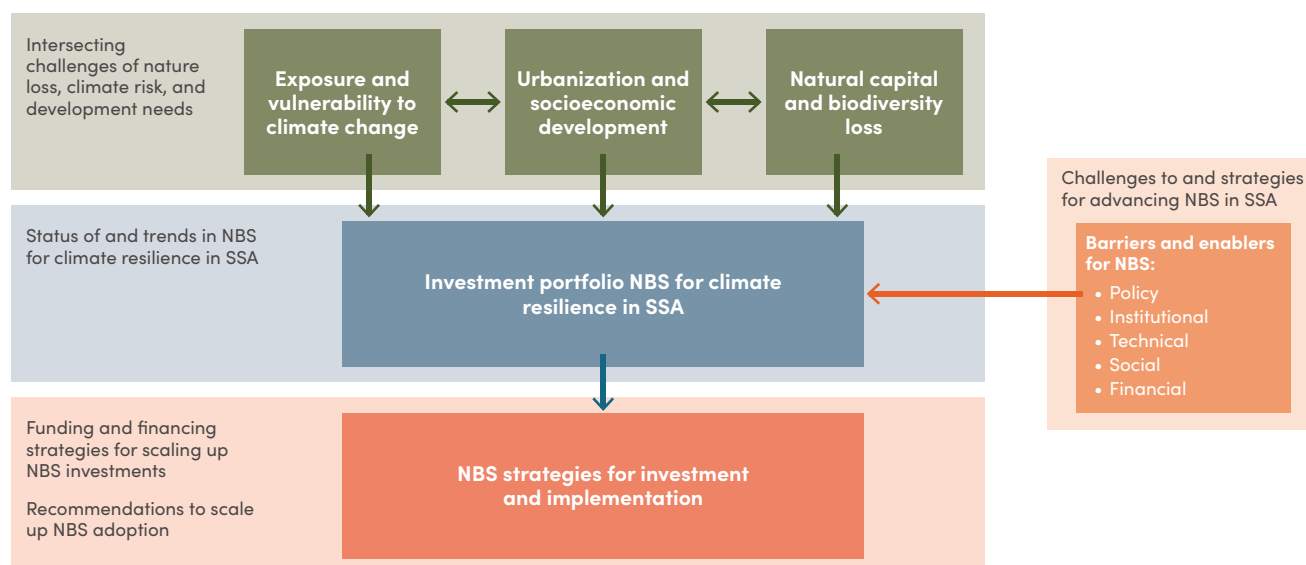 Intersecting
challenges of nature
loss, climate risk, and
development needs
Exposure and
vulnerability to
climate change
Urbanization and
socioeconomic
development
Natural capital
and biodiversity
loss
Status of and trends in NBS
for climate resilience in SSA
Investment portfolio NBS for climate
resilience in SSA
Challenges to and strategies
for advancing NBS in SSA
Barriers and enablers
for NBS:
• Policy
• Institutional
• Technical
• Social
• Financial
Funding and financing
strategies for scaling up
NBS investments
Recommendations to scale
up NBS adoption
NBS strategies for investment
and implementation